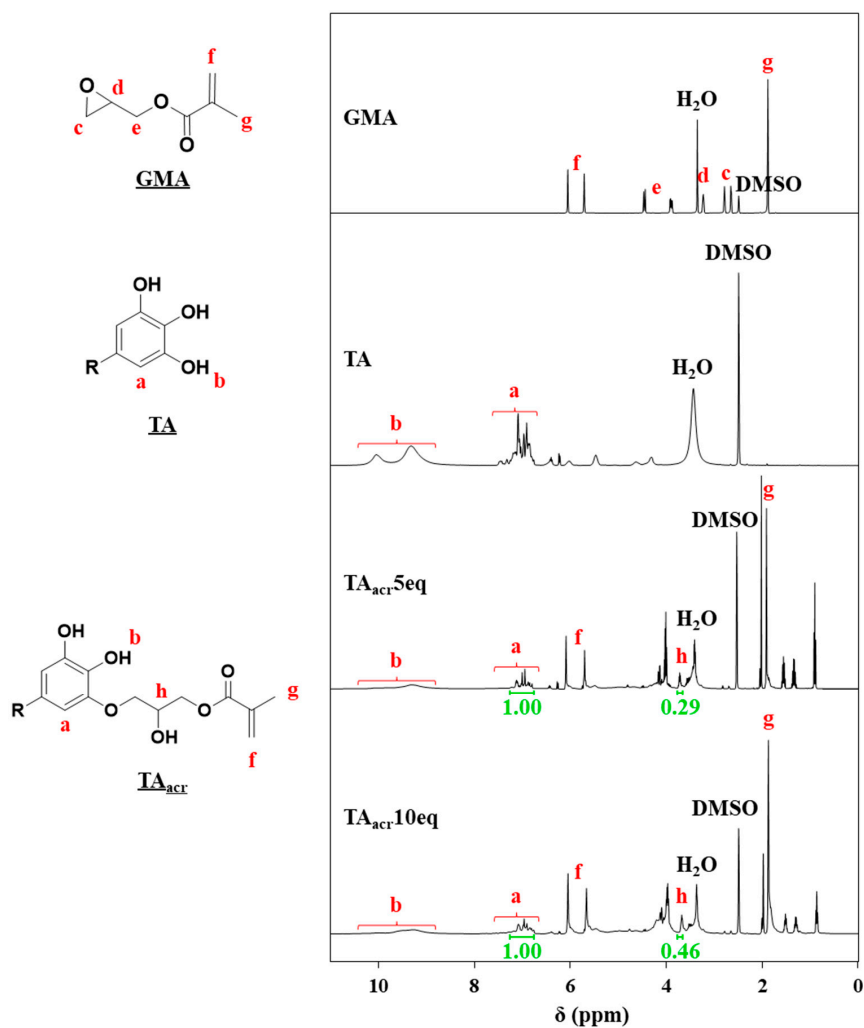 f
O
d
O
c
e
g
O
GMA
OH
OH
OH
R
a
b
TA
OH
b
OH
h
O
g
R
O
O
a
OH
f
TAacr
GMA
f
e
H₂O
d
c
DMSO
g
TA
b
a
H₂O
DMSO
TAacr5eq
b
a
f
h
H₂O
DMSO
g
1.00
0.29
TAacr10eq
b
a
f
h
H₂O
DMSO
g
1.00
0.46
10 8 6 4 2 0
δ (ppm)